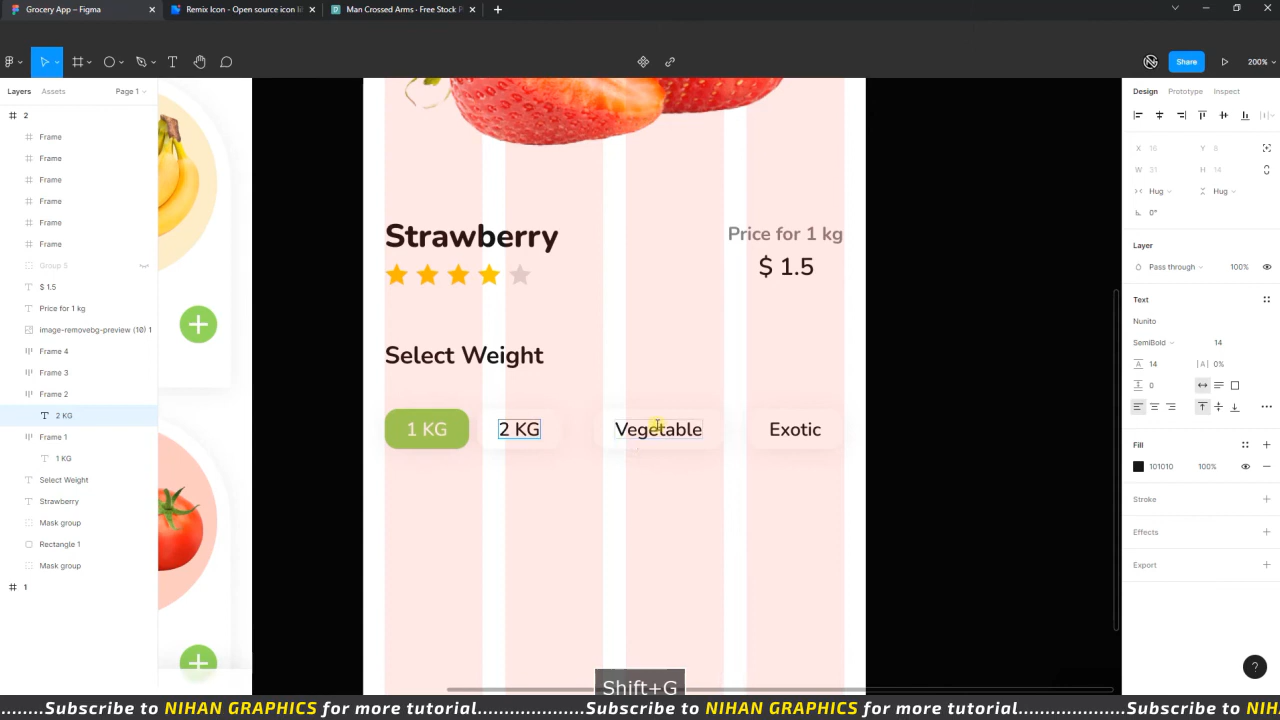 Grocery App – Figma
Remix Icon - Open source icon li
Man Crossed Arms · Free Stock P
Share
200%
Layers
Assets
Page 1
2
Frame
Frame
Frame
Frame
Frame
Frame
Group 5
$ 1.5
Price for 1 kg
image-removebg-preview (10) 1
Frame 4
Frame 3
Frame 2
2 KG
Frame 1
1 KG
Select Weight
Strawberry
Mask group
Rectangle 1
Mask group
1
Strawberry
Price for 1 kg
$ 1.5
Select Weight
1 KG
2 KG
Vegetable
Exotic
Shift+G
Design
Prototype
Inspect
X 16
Y 8
W 31
H 14
Hug
Hug
0°
Layer
Pass through
100%
Text
Nunito
SemiBold
14
14
0%
0
Fill
101010
100%
Stroke
Effects
Export
?
........Subscribe to NIHAN GRAPHICS for more tutorial..................Subscribe to NIHAN GRAPHICS for more tutorial..................Subscribe to NIH